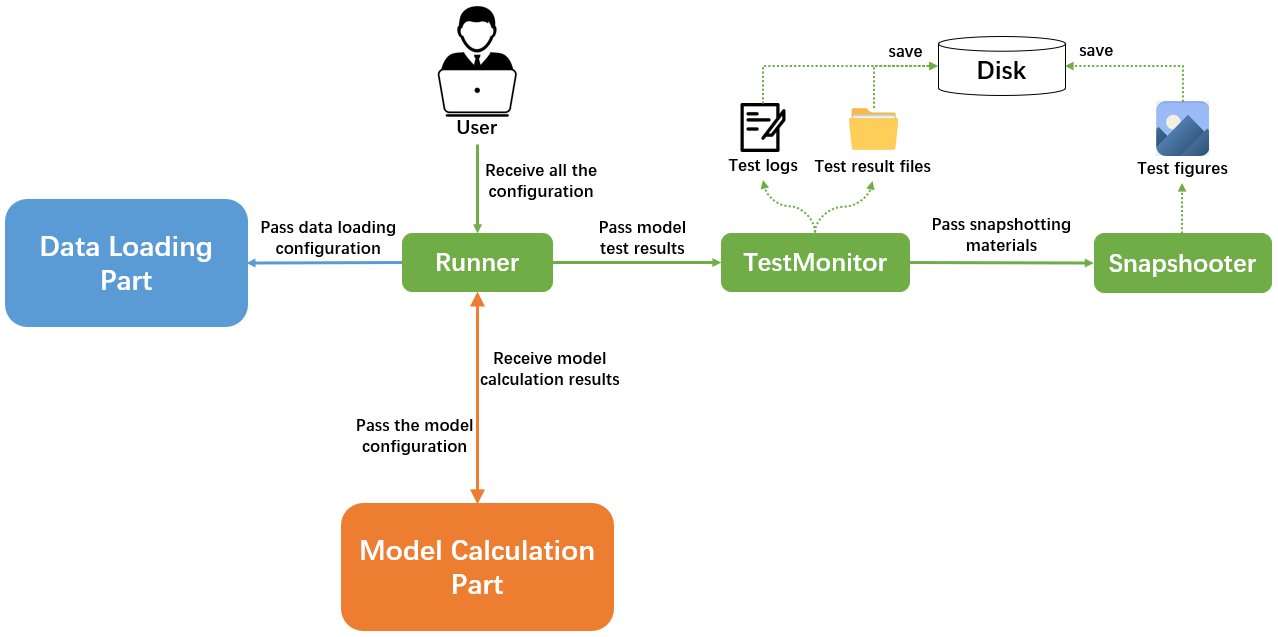 User
save
Disk
save
Test logs
Test result files
Test figures
Receive all the
configuration
Data Loading
Part
Pass data loading
configuration
Runner
Pass model
test results
TestMonitor
Pass snapshotting
materials
Snapshooter
Receive model
calculation results
Pass the model
configuration
Model Calculation
Part